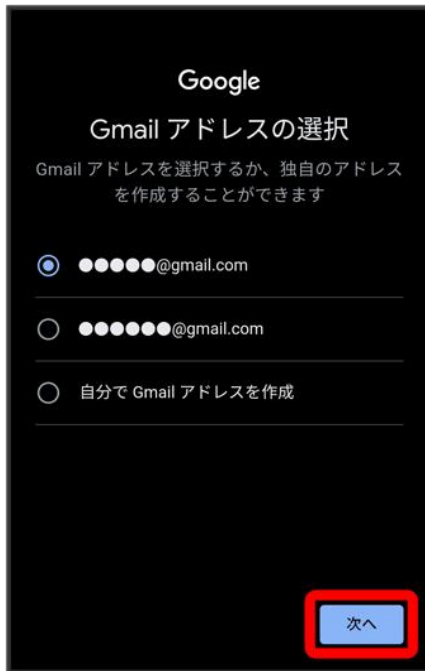 Google
Gmail アドレスの選択
Gmail アドレスを選択するか、独自のアドレス
を作成することができます
●●●●●@gmail.com
●●●●●●@gmail.com
自分で Gmail アドレスを作成
次へ